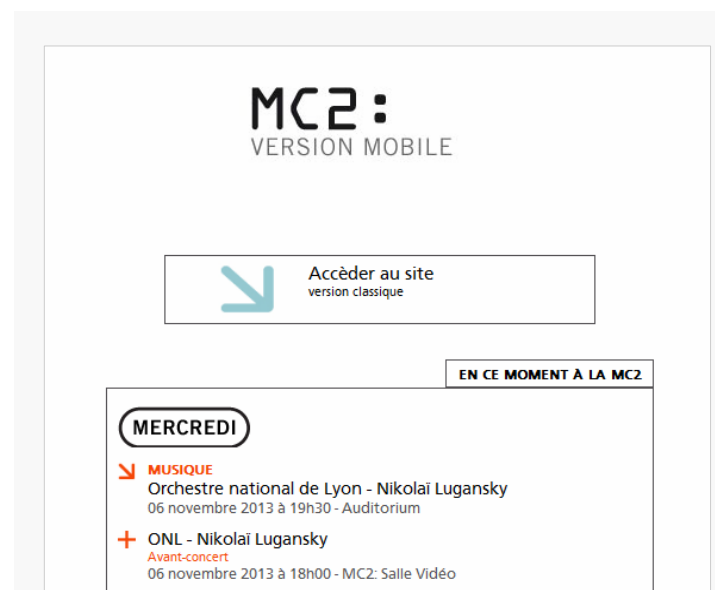 MC2:
VERSION MOBILE
Accèder au site
version classique
EN CE MOMENT À LA MC2
MERCREDI
MUSIQUE
Orchestre national de Lyon - Nikolaï Lugansky
06 novembre 2013 à 19h30 - Auditorium
ONL - Nikolaï Lugansky
Avant-concert
06 novembre 2013 à 18h00 - MC2: Salle Vidéo